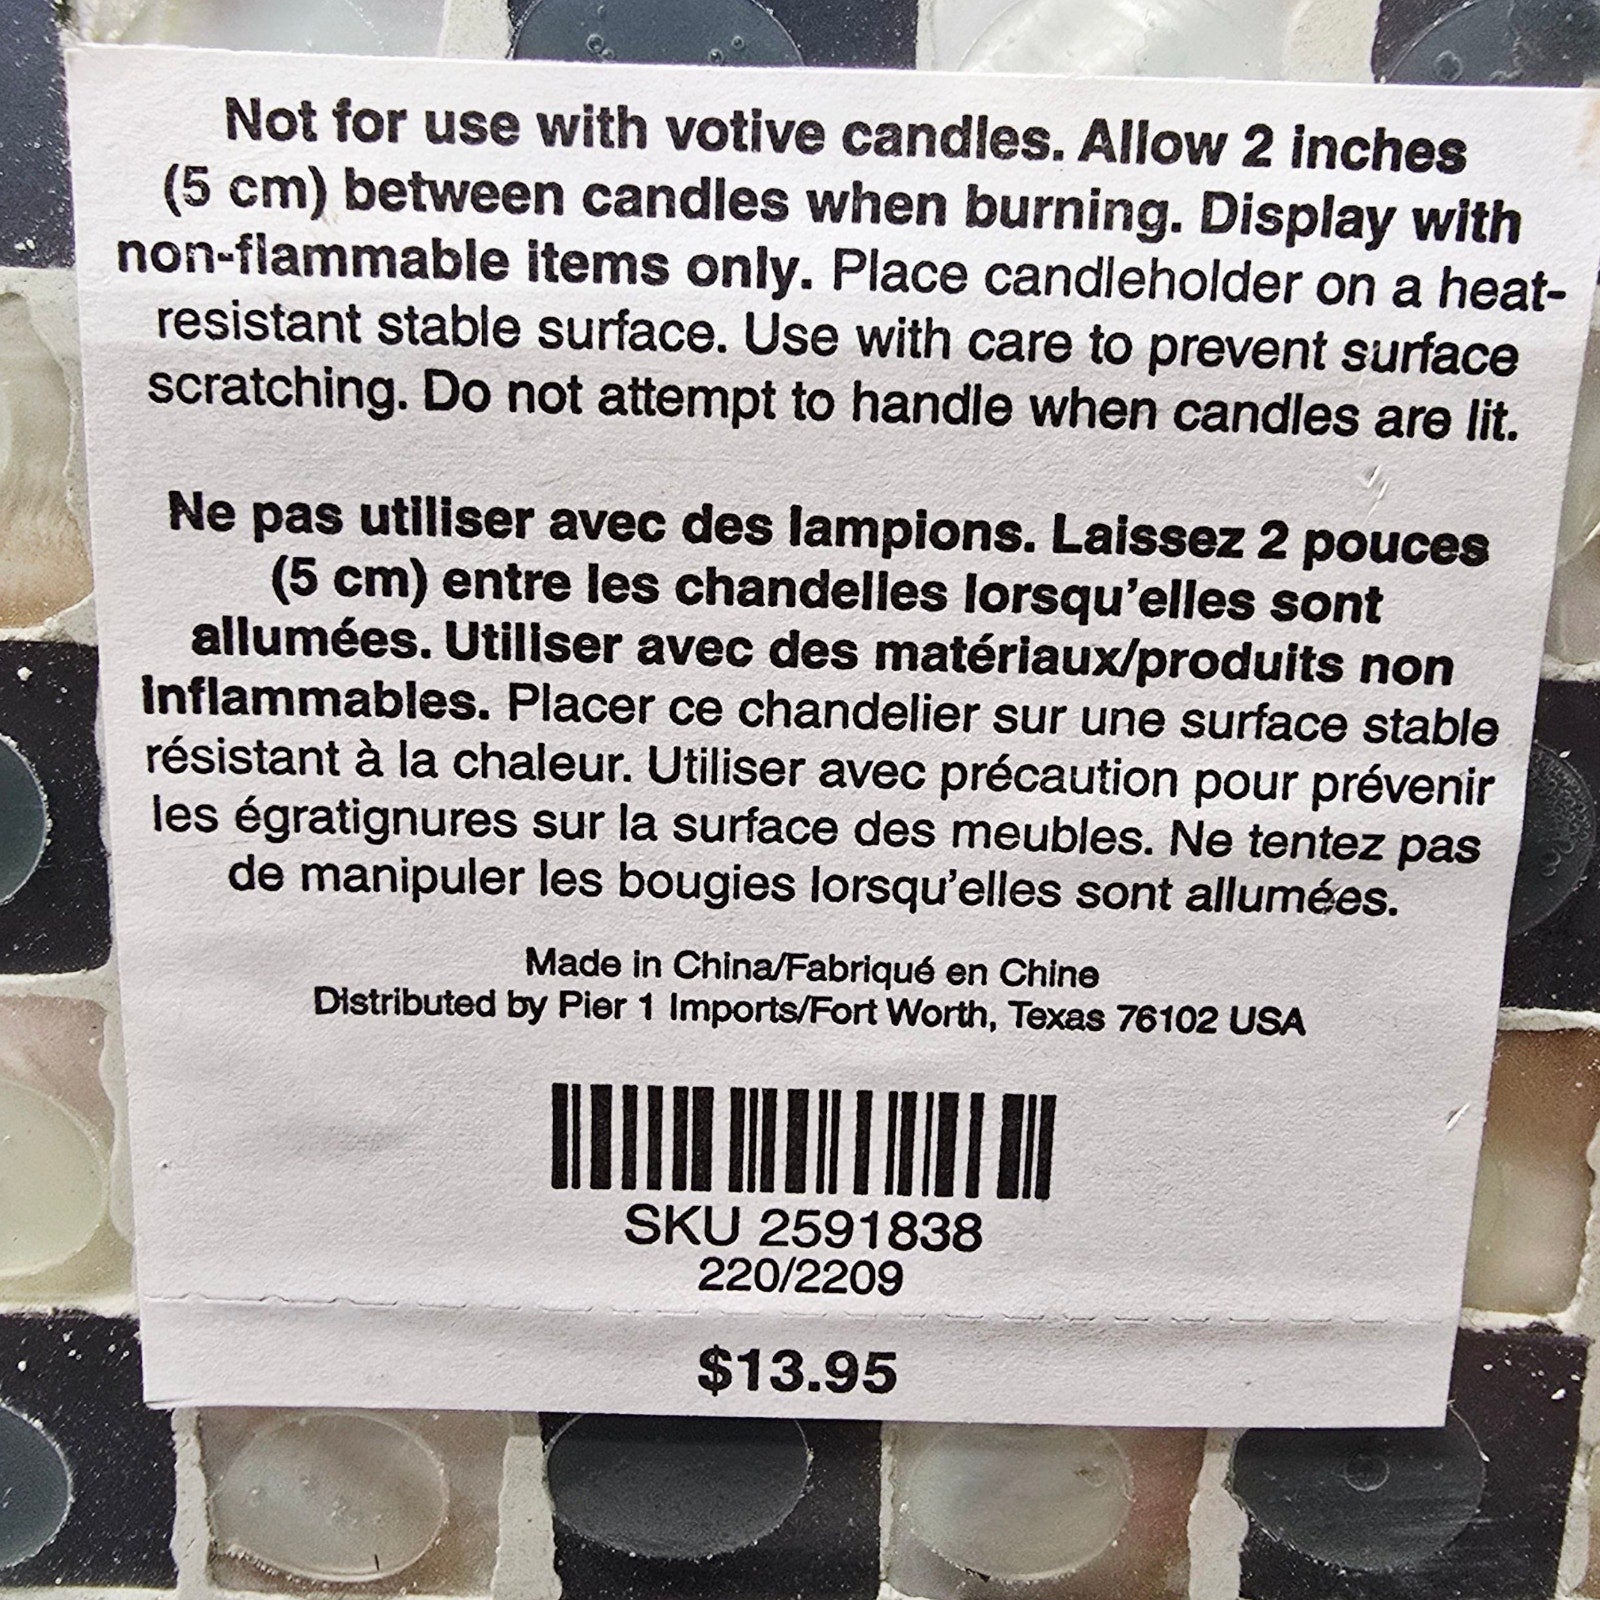 Not for use with votive candles. Allow 2 inches
(5 cm) between candles when burning. Display with
non-flammable items only. Place candleholder on a heat-
resistant stable surface. Use with care to prevent surface
scratching. Do not attempt to handle when candles are lit.
Ne pas utiliser avec des lampions. Laissez 2 pouces
(5 cm) entre les chandelles lorsqu'elles sont
allumées. Utiliser avec des matériaux/produits non
inflammables. Placer ce chandelier sur une surface stable
résistant à la chaleur. Utiliser avec précaution pour prévenir
les égratignures sur la surface des meubles. Ne tentez pas
de manipuler les bougies lorsqu'elles sont allumées.
Made in China/Fabriqué en Chine
Distributed by Pier 1 Imports/Fort Worth, Texas 76102 USA
SKU 2591838
220/2209
$13.95